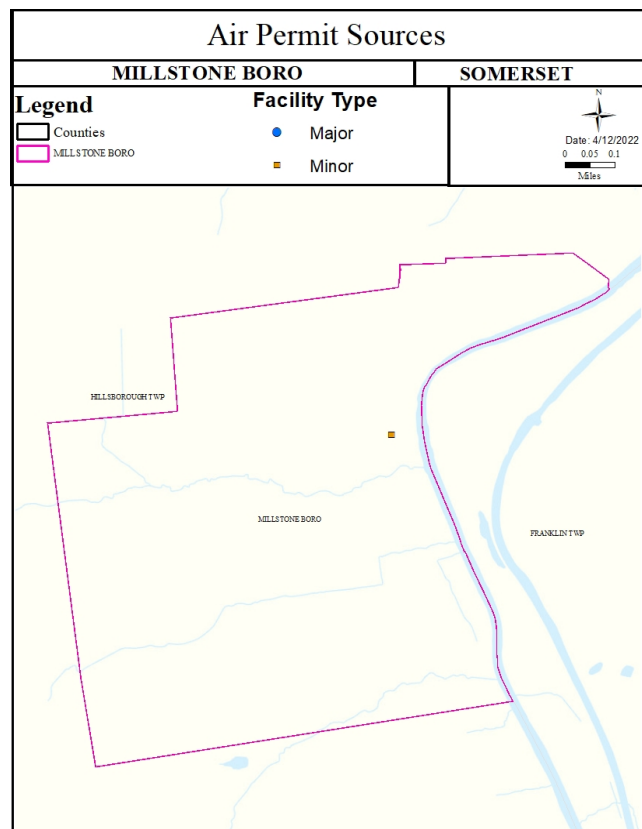 Air Permit Sources
MILLSTONE BORO
SOMERSET
Legend
Counties
MILLSTONE BORO
Facility Type
Major
Minor
N
Date: 4/12/2022
0 0.05 0.1
Miles
HILLSBOROUGH TWP
MILLSTONE BORO
FRANKLIN TWP